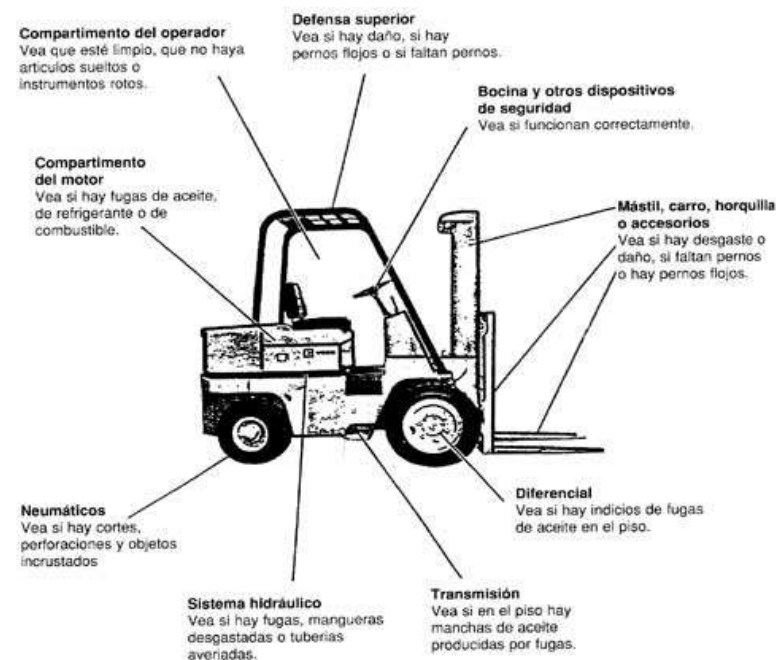 Compartimento del operador
Vea que esté limpio, que no haya
articulos sueltos o
instrumentos rotos.
Defensa superior
Vea si hay daño, si hay
pernos flojos o si faltan pernos.
Bocina y otros dispositivos
de seguridad
Vea si funcionan correctamente.
Compartimento
del motor
Vea si hay fugas de aceite,
de refrigerante o de
combustible.
Mástil, carro, horquilla
o accesorios
Vea si hay desgaste o
daño, si faltan pernos
o hay pernos flojos.
Neumáticos
Vea si hay cortes,
perforaciones y objetos
incrustados
Sistema hidráulico
Vea si hay fugas, mangueras
desgastadas o tuberias
averiadas.
Transmisión
Vea si en el piso hay
manchas de aceite
producidas por fugas.
Diferencial
Vea si hay indicios de fugas
de aceite en el piso.